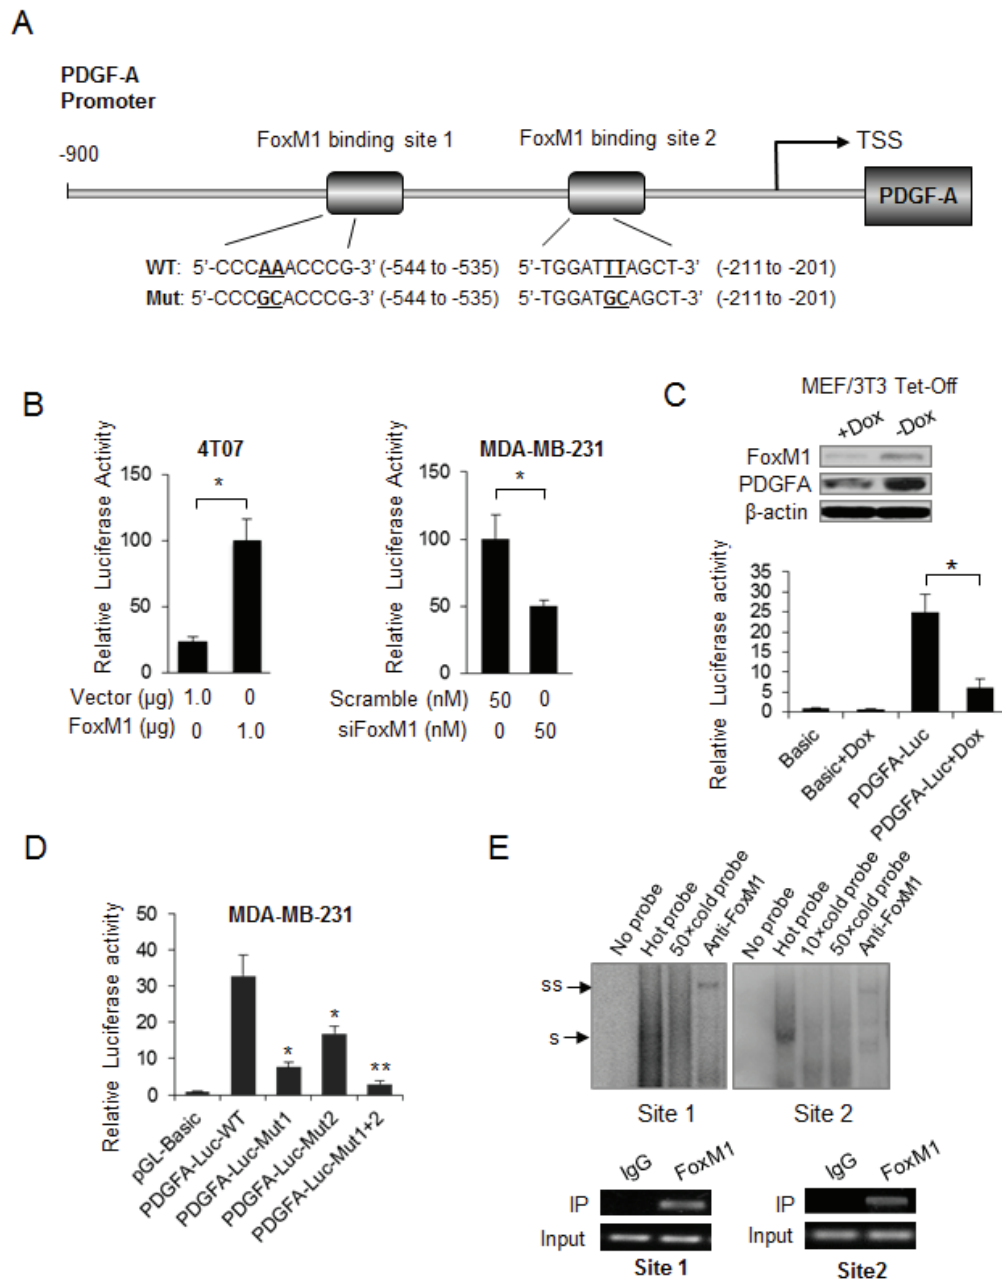 A
PDGF-A
Promoter
-900
FoxM1 binding site 1
FoxM1 binding site 2
TSS
PDGF-A
WT: 5'-CCCAAACCCG-3' (-544 to -535) 5'-TGGATTTAGCT-3' (-211 to -201)
Mut: 5'-CCCGCACCCG-3' (-544 to -535) 5'-TGGATGCAGCT-3' (-211 to -201)
B
4T07
Relative Luciferase Activity
150
100
50
0
*
Vector (µg) 1.0 0
FoxM1 (µg) 0 1.0
MDA-MB-231
Relative Luciferase Activity
150
100
50
0
*
Scramble (nM) 50 0
siFoxM1 (nM) 0 50
C
MEF/3T3 Tet-Off
+Dox -Dox
FoxM1
PDGFA
β-actin
Relative Luciferase activity
35
30
25
20
15
10
5
0
*
Basic
Basic+Dox
PDGFA-Luc
PDGFA-Luc+Dox
D
MDA-MB-231
Relative Luciferase activity
50
40
30
20
10
0
*
*
**
pGL-Basic
PDGFA-Luc-WT
PDGFA-Luc-Mut1
PDGFA-Luc-Mut2
PDGFA-Luc-Mut1+2
E
No probe
Hot probe
50×cold probe
Anti-FoxM1
No probe
Hot probe
10×cold probe
50×cold probe
Anti-FoxM1
ss
s
Site 1
Site 2
IgG FoxM1
IP
Input
Site 1
IgG FoxM1
IP
Input
Site2